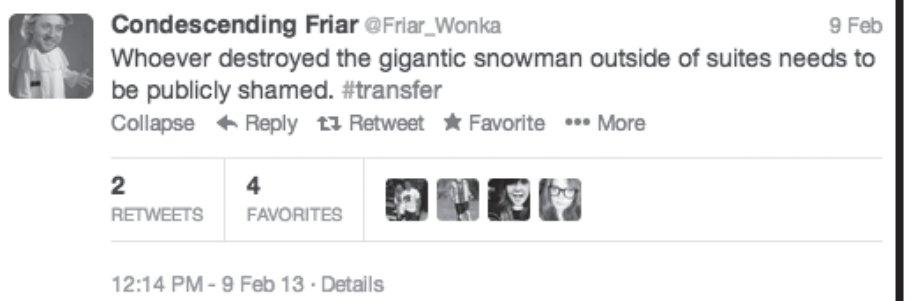 Condescending Friar @Friar_Wonka 9 Feb
Whoever destroyed the gigantic snowman outside of suites needs to
be publicly shamed. #transfer
Collapse Reply Retweet Favorite More
2 4
RETWEETS FAVORITES
12:14 PM - 9 Feb 13 · Details